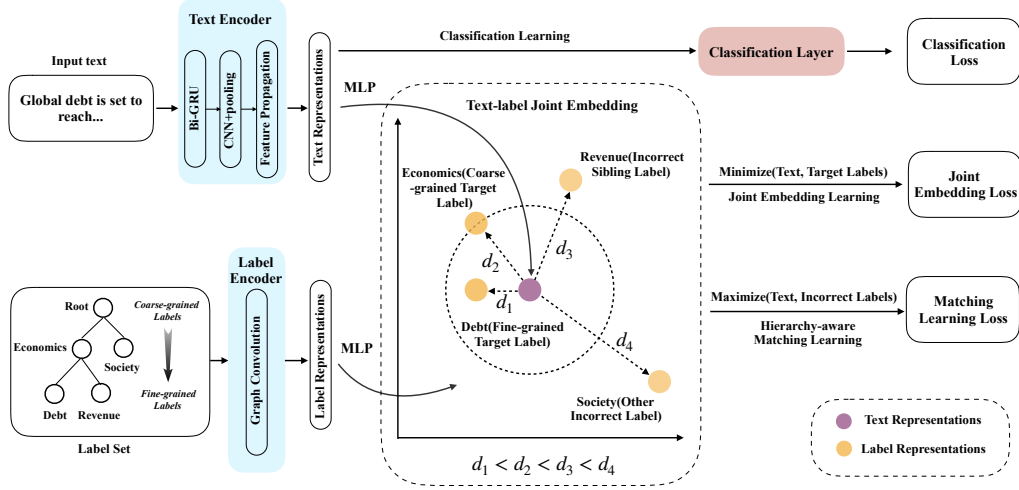 Input text
Global debt is set to
reach...
Text Encoder
Bi-GRU
CNN+pooling
Feature Propagation
Text Representations
Classification Learning
Classification Layer
Classification
Loss
MLP
Text-label Joint Embedding
Economics(Coarse
-grained Target
Label)
Revenue(Incorrect
Sibling Label)
d2
d3
d1
Debt(Fine-grained
Target Label)
d4
Society(Other
Incorrect Label)
d1 < d2 < d3 < d4
Minimize(Text, Target Labels)
Joint Embedding Learning
Joint
Embedding Loss
Maximize(Text, Incorrect Labels)
Hierarchy-aware
Matching Learning
Matching
Learning Loss
Root
Economics
Society
Debt
Revenue
Coarse-grained
Labels
Fine-grained
Labels
Label Set
Label
Encoder
Graph Convolution
Label Representations
MLP
Text Representations
Label Representations